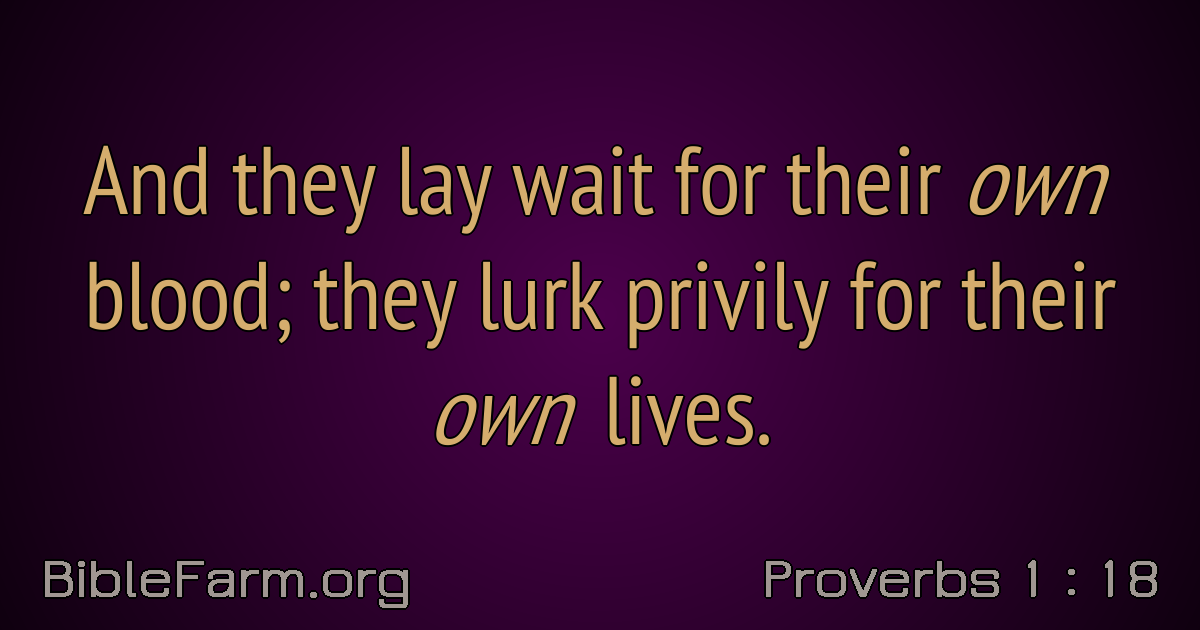 And they lay wait for their own
blood; they lurk privily for their
own lives.
BibleFarm.org
Proverbs 1 : 18